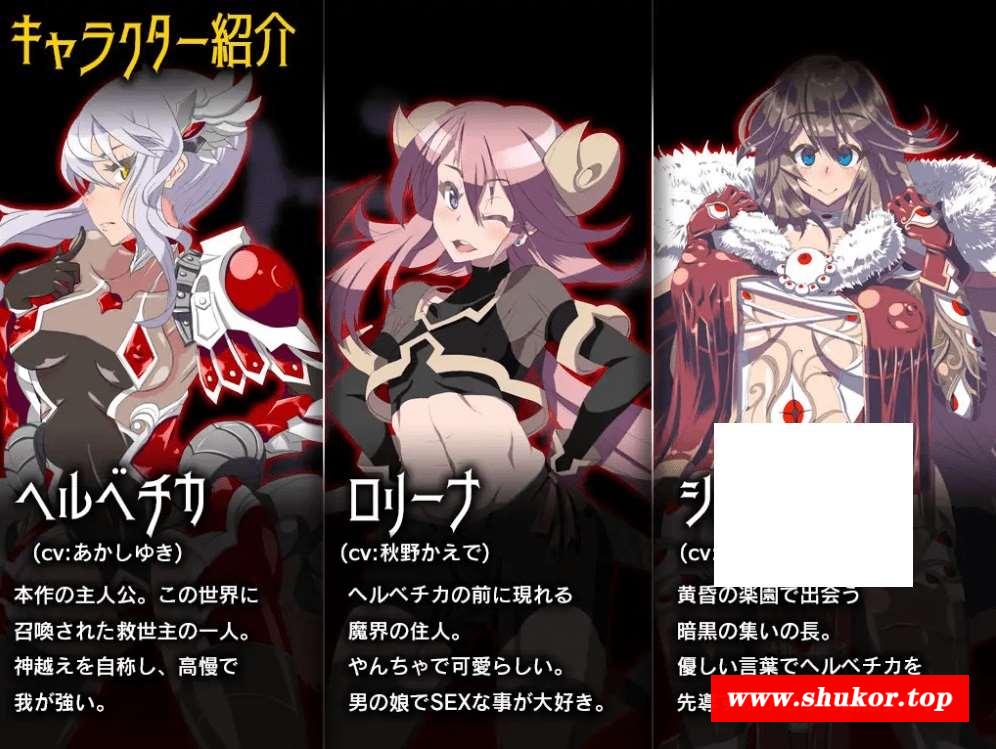 キャラクター紹介
ヘルベチカ
(cv:あかしゆき)
本作の主人公。この世界に
召喚された救世主の一人。
神越えを自称し、高慢で
我が強い。
ロリーナ
(cv:秋野かえで)
ヘルベチカの前に現れる
魔界の住人。
やんちゃで可愛らしい。
男の娘でSEXな事が大好き。
シ
(cv:
黄昏の楽園で出会う
暗黒の集いの長。
優しい言葉でヘルベチカを
先導
www.shukor.top